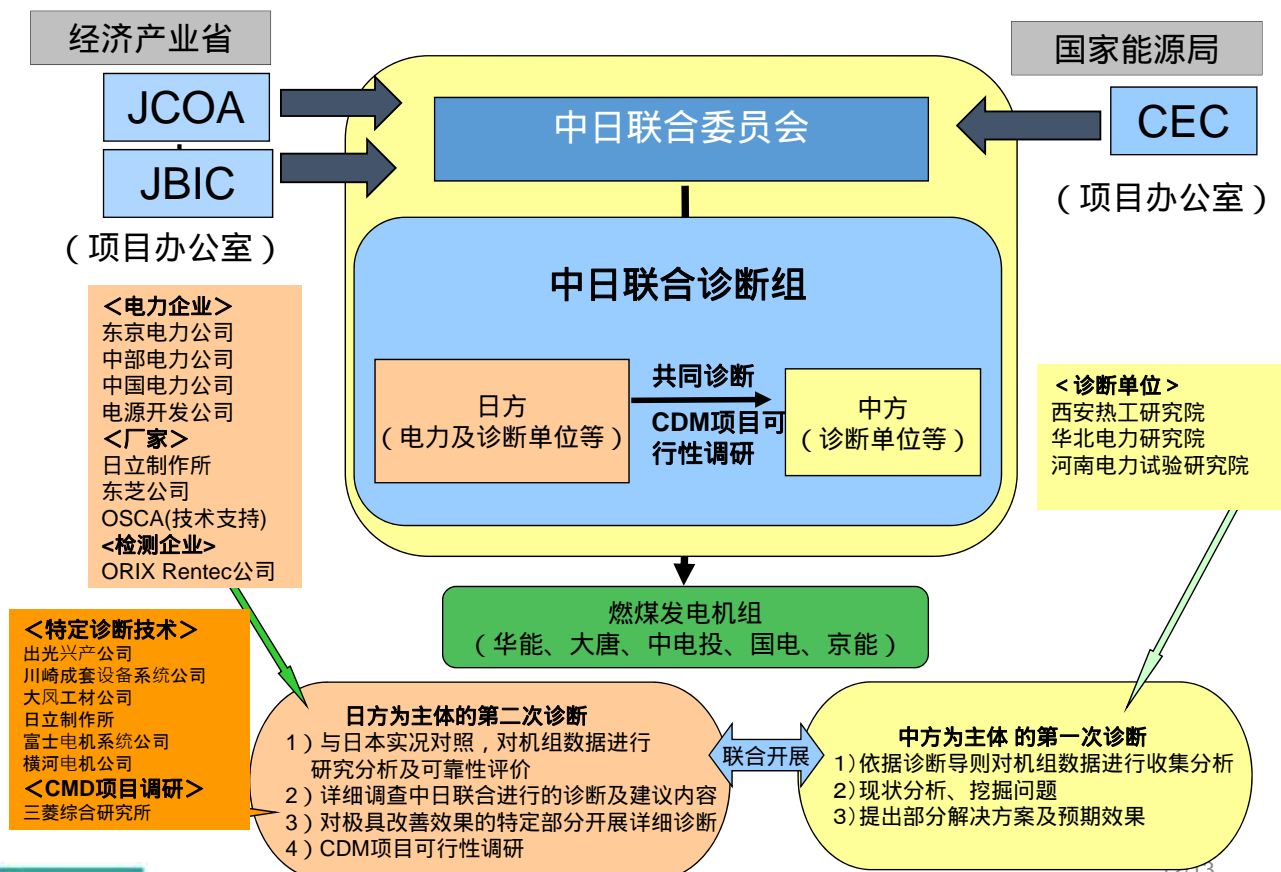 经济产业省
国家能源局
JCOA
JBIC
（项目办公室）
中日联合委员会
CEC
（项目办公室）
中日联合诊断组
日方
（电力及诊断单位等）
共同诊断
CDM项目可
行性调研
中方
（诊断单位等）
＜电力企业＞
东京电力公司
中部电力公司
中国电力公司
电源开发公司
＜厂家＞
日立制作所
东芝公司
OSCA(技术支持)
<检测企业>
ORIX Rentec公司
＜诊断单位＞
西安热工研究院
华北电力研究院
河南电力试验研究院
燃煤发电机组
（华能、大唐、中电投、国电、京能）
＜特定诊断技术＞
出光兴产公司
川崎成套设备系统公司
大凤工材公司
日立制作所
富士电机系统公司
横河电机公司
＜CMD项目调研＞
三菱综合研究所
日方为主体的第二次诊断
1）与日本实况对照，对机组数据进行
研究分析及可靠性评价
2）详细调查中日联合进行的诊断及建议内容
3）对极具改善效果的特定部分开展详细诊断
4）CDM项目可行性调研
联合开展
中方为主体 的第一次诊断
1)依据诊断导则对机组数据进行收集分析
2)现状分析、挖掘问题
3)提出部分解决方案及预期效果